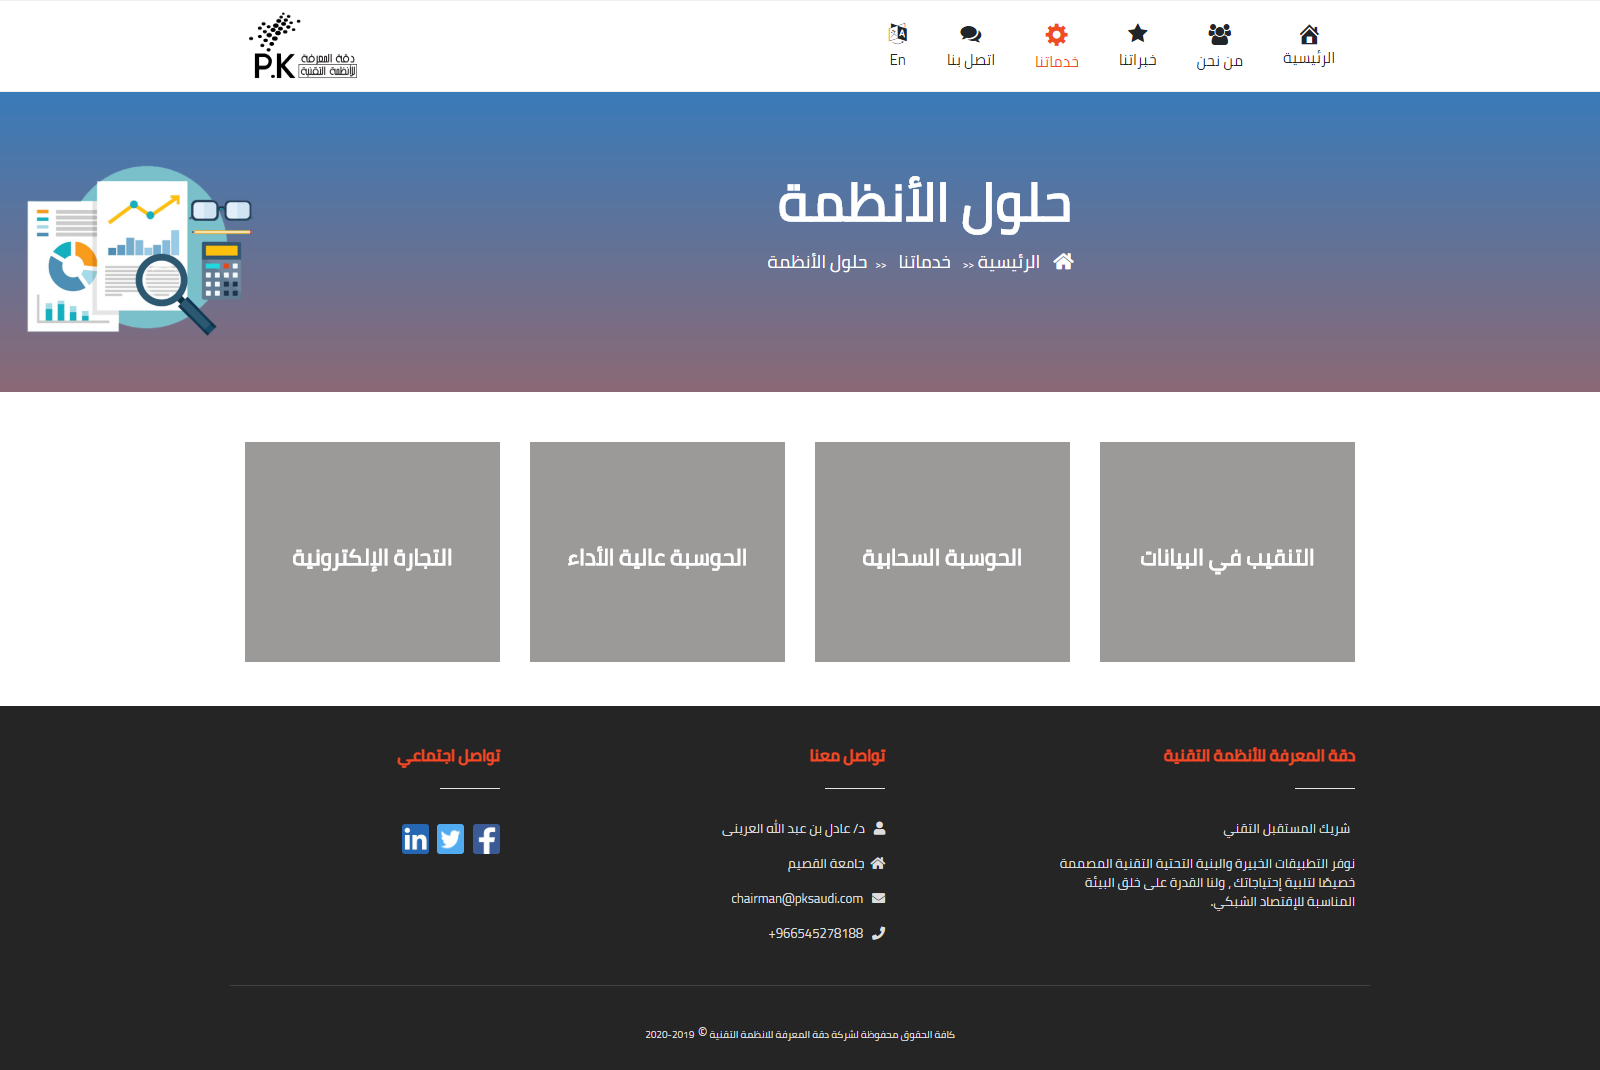 الرئيسية
من نحن
خبراتنا
خدماتنا
اتصل بنا
En
P.K دقة المعرفة
للأنظمة التقنية
حلول الأنظمة
الرئيسية >> خدماتنا >> حلول الأنظمة
التنقيب في البيانات
الحوسبة السحابية
الحوسبة عالية الأداء
التجارة الإلكترونية
دقة المعرفة للأنظمة التقنية
شريك المستقبل التقني
نوفر التطبيقات الخبيرة والبنية التحتية التقنية المصممة
خصيصًا لتلبية إحتياجاتك , ولنا القدرة على خلق البيئة
المناسبة للإقتصاد الشبكي.
تواصل معنا
د/ عادل بن عبد الله العرينى
جامعة القصيم
chairman@pksaudi.com
+966545278188
تواصل اجتماعي
كافة الحقوق محفوظة لشركة دقة المعرفة للانظمة التقنية © 2019-2020